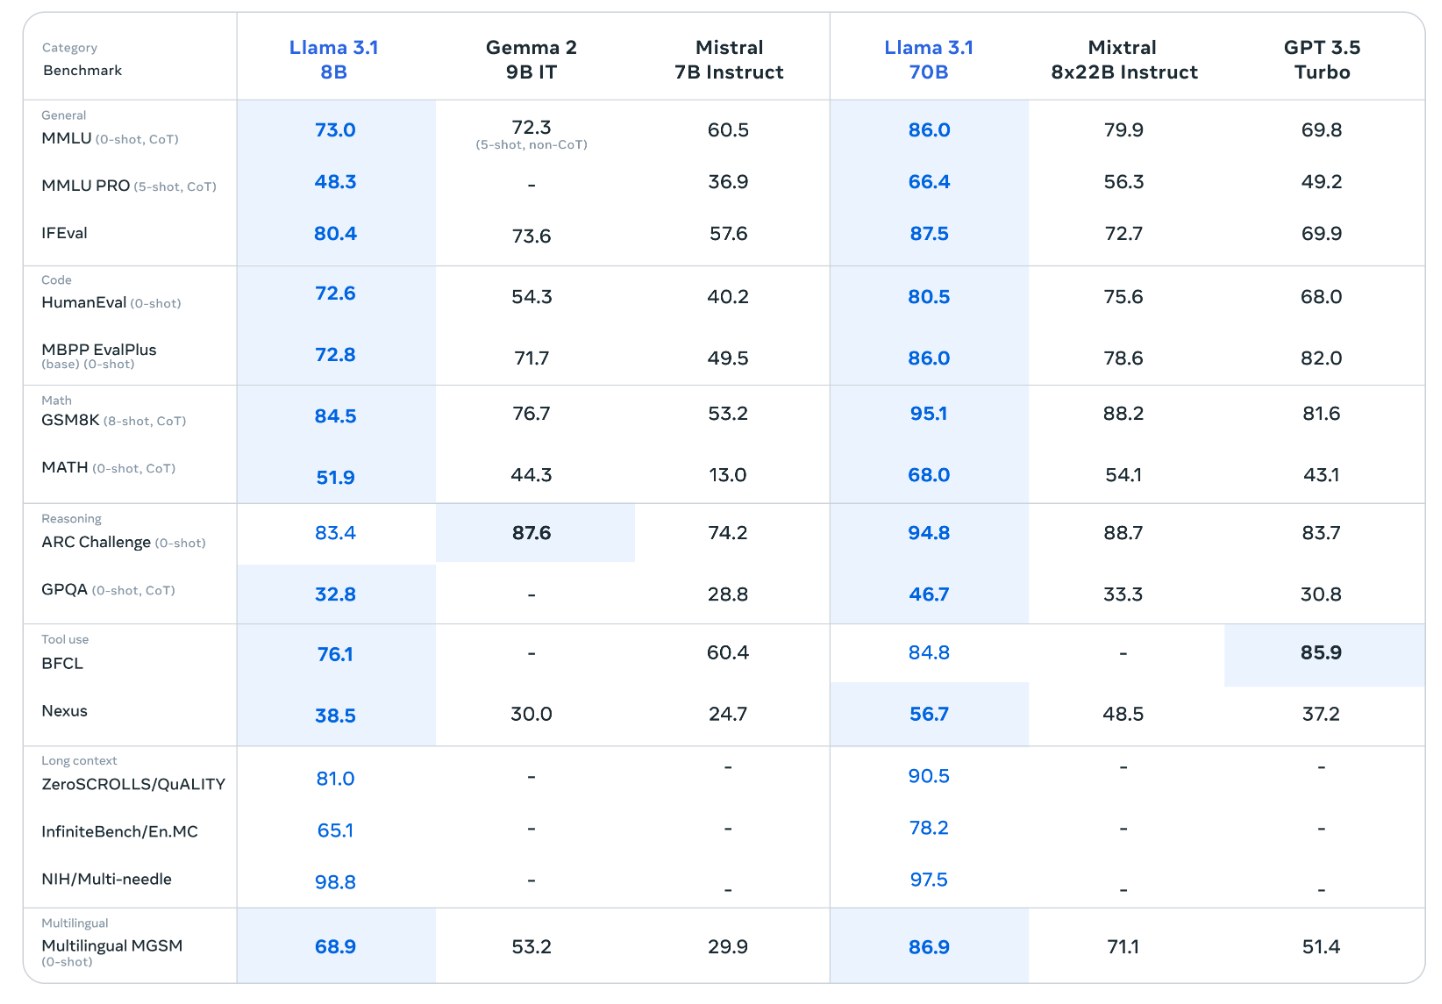 Category
Benchmark
Llama 3.1
8B
Gemma 2
9B IT
Mistral
7B Instruct
Llama 3.1
70B
Mixtral
8x22B Instruct
GPT 3.5
Turbo
General
MMLU (0-shot, CoT) 73.0 72.3 60.5 86.0 79.9 69.8
(5-shot, non-CoT)
MMLU PRO (5-shot, CoT) 48.3 - 36.9 66.4 56.3 49.2
IFEval 80.4 73.6 57.6 87.5 72.7 69.9
Code
HumanEval (0-shot) 72.6 54.3 40.2 80.5 75.6 68.0
MBPP EvalPlus 72.8 71.7 49.5 86.0 78.6 82.0
(base) (0-shot)
Math
GSM8K (8-shot, CoT) 84.5 76.7 53.2 95.1 88.2 81.6
MATH (0-shot, CoT) 51.9 44.3 13.0 68.0 54.1 43.1
Reasoning
ARC Challenge (0-shot) 83.4 87.6 74.2 94.8 88.7 83.7
GPQA (0-shot, CoT) 32.8 - 28.8 46.7 33.3 30.8
Tool use
BFCL 76.1 - 60.4 84.8 - 85.9
Nexus 38.5 30.0 24.7 56.7 48.5 37.2
Long context
ZeroSCROLLS/QuALITY 81.0 - - 90.5 - -
InfiniteBench/En.MC 65.1 - - 78.2 - -
NIH/Multi-needle 98.8 - - 97.5 - -
Multilingual
Multilingual MGSM 68.9 53.2 29.9 86.9 71.1 51.4
(0-shot)